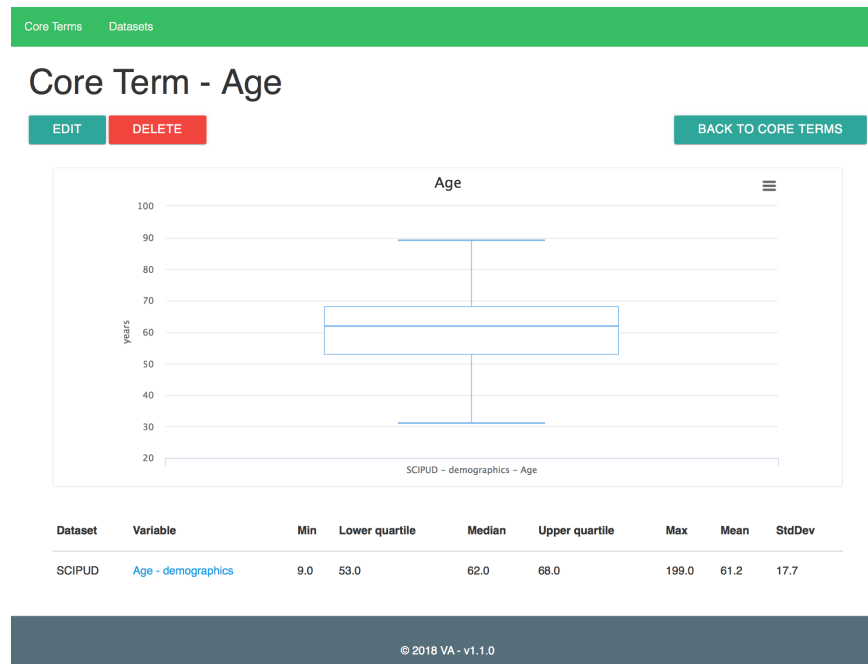 Core Terms Datasets
Core Term - Age
EDIT DELETE BACK TO CORE TERMS
Age
100
90
80
70
60
50
40
30
20
years
SCIPUD - demographics - Age
Dataset Variable Min Lower quartile Median Upper quartile Max Mean StdDev
SCIPUD Age - demographics 9.0 53.0 62.0 68.0 199.0 61.2 17.7
© 2018 VA - v1.1.0